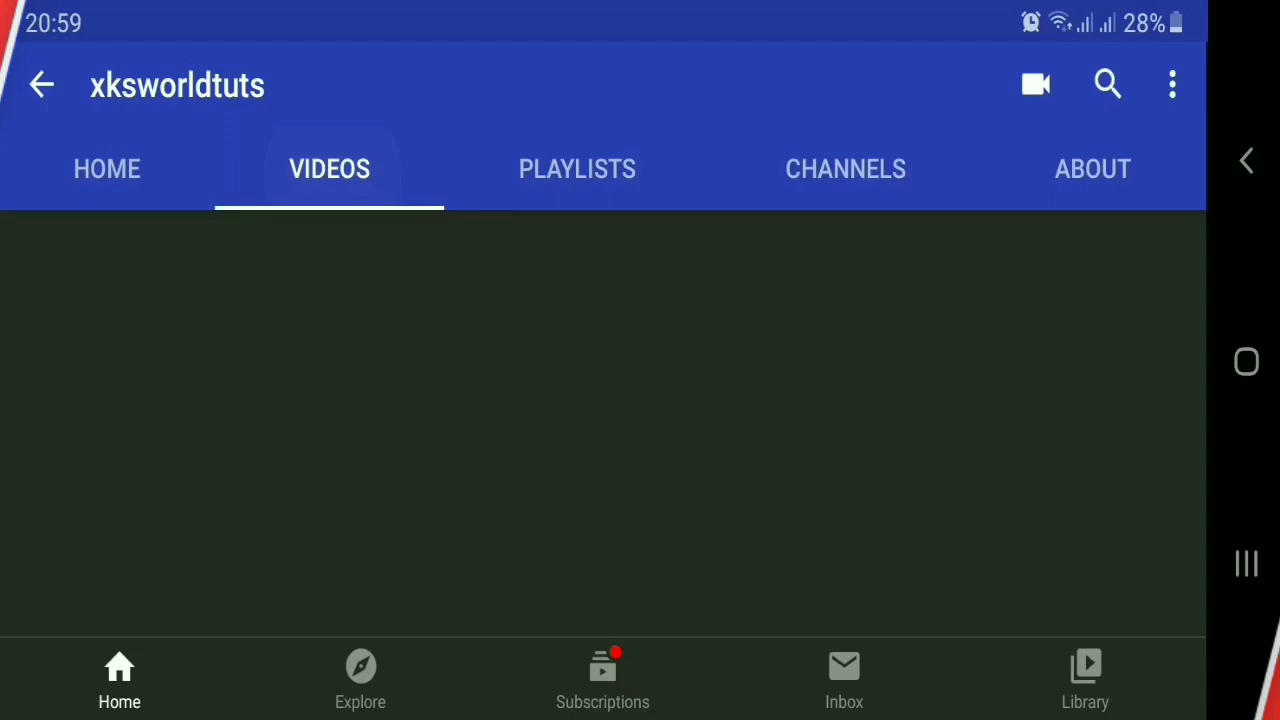 20:59 28%
xksworldtuts
HOME VIDEOS PLAYLISTS CHANNELS ABOUT
Home Explore Subscriptions Inbox Library